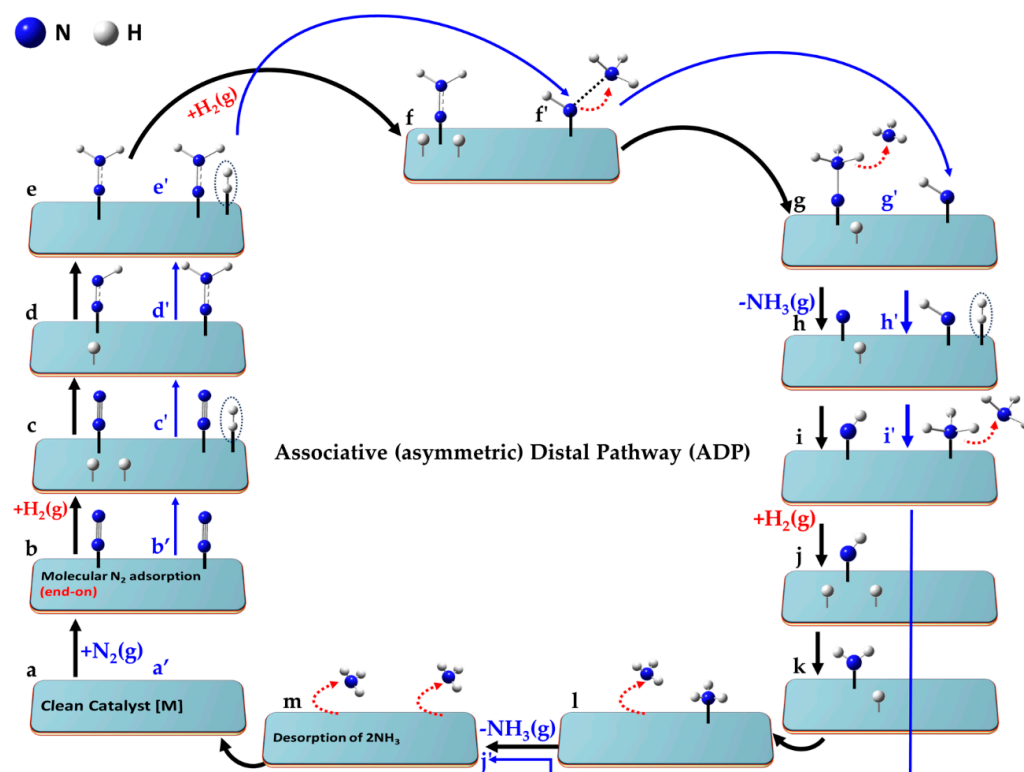 N H
+H₂(g)
f f'
e e'
g g'
d d'
-NH₃(g)
h h'
c c'
i i'
Associative (asymmetric) Distal Pathway (ADP)
+H₂(g)
+H₂(g)
b b'
j
Molecular N₂ adsorption
(end-on)
+N₂(g)
k
a a'
Clean Catalyst [M]
m
l
Desorption of 2NH₃
-NH₃(g)
j'